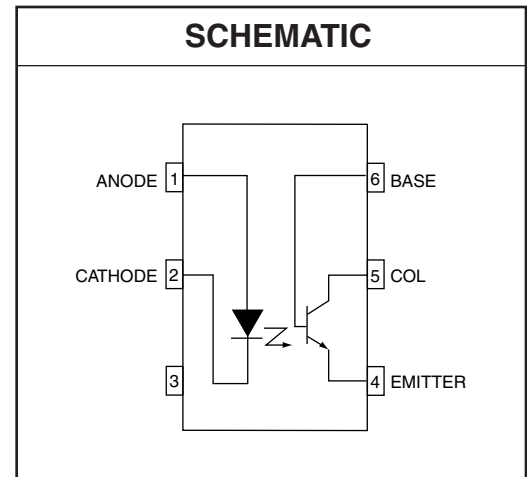 SCHEMATIC
ANODE 1
6 BASE
CATHODE 2
5 COL
3
4 EMITTER